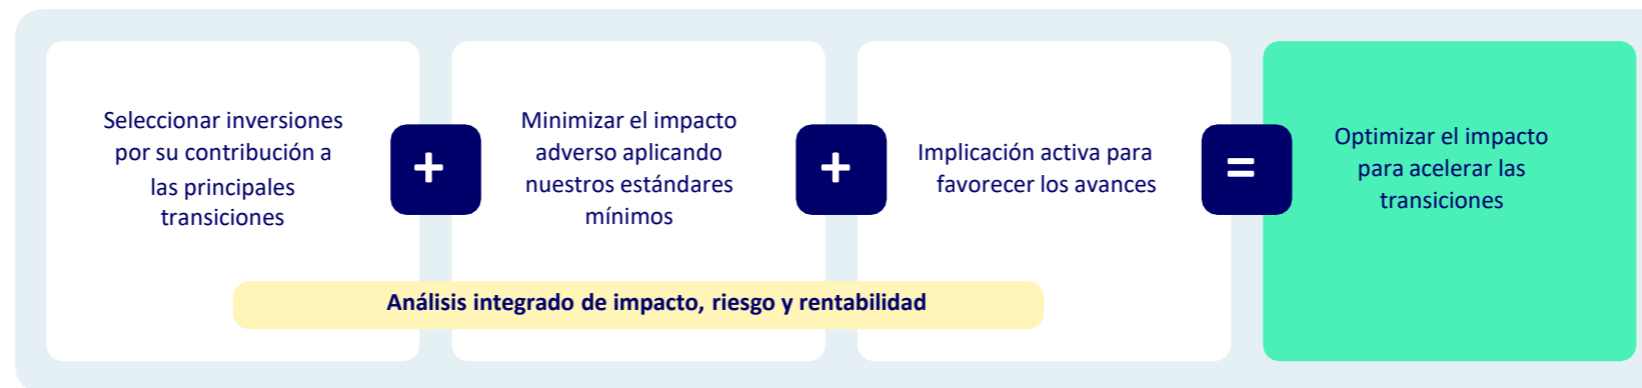 Seleccionar inversiones
por su contribución a
las principales
transiciones
+
Minimizar el impacto
adverso aplicando
nuestros estándares
mínimos
+
Implicación activa para
favorecer los avances
=
Optimizar el impacto
para acelerar las
transiciones
Análisis integrado de impacto, riesgo y rentabilidad